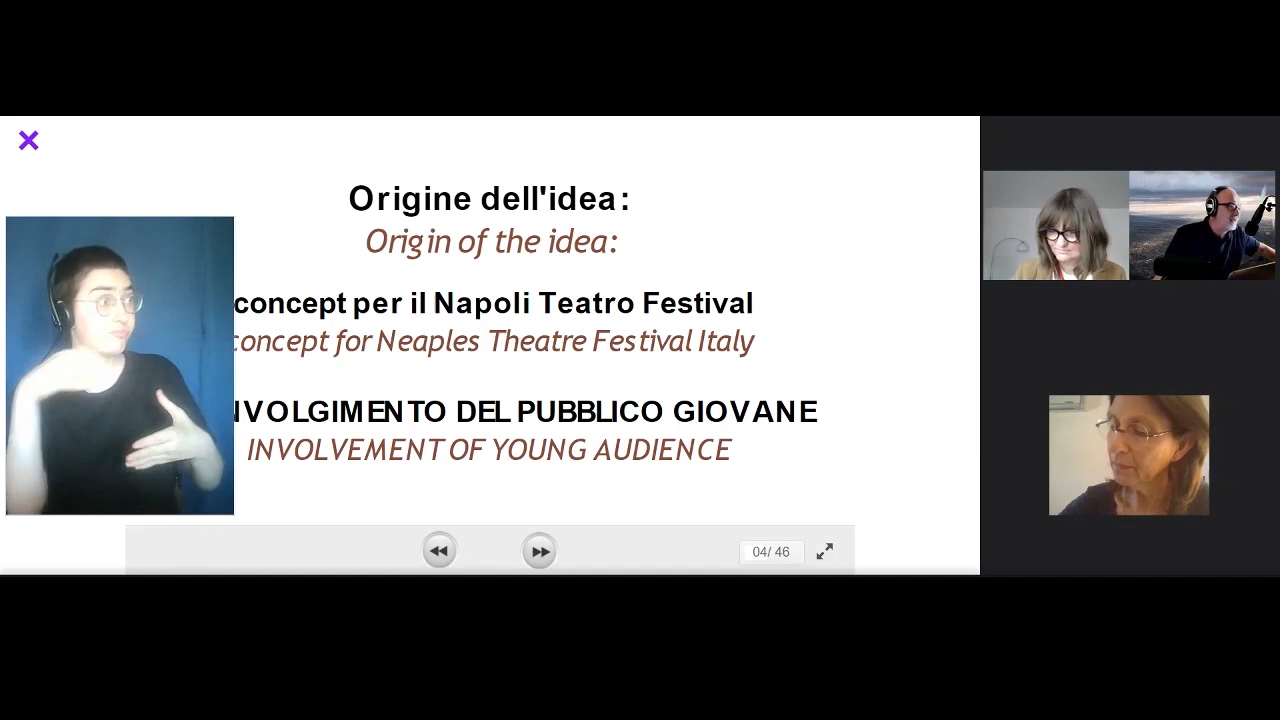 Origine dell'idea:
Origin of the idea:
concept per il Napoli Teatro Festival
concept for Neaples Theatre Festival Italy
NVOLGIMENTO DEL PUBBLICO GIOVANE
INVOLVEMENT OF YOUNG AUDIENCE
04/ 46